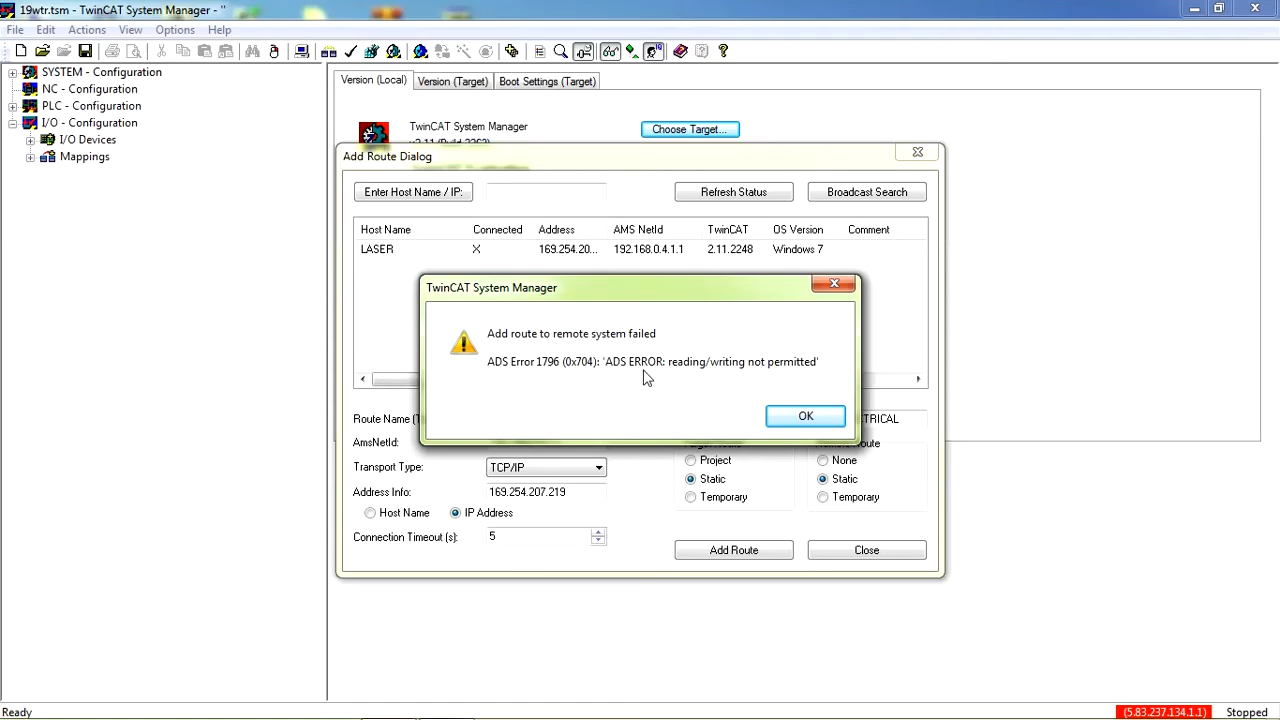 19wtr.tsm - TwinCAT System Manager - ''
File Edit Actions View Options Help
SYSTEM - Configuration
NC - Configuration
PLC - Configuration
I/O - Configuration
I/O Devices
Mappings
Version (Local) Version (Target) Boot Settings (Target)
TwinCAT System Manager
Choose Target...
Add Route Dialog
Enter Host Name / IP: Refresh Status Broadcast Search
Host Name Connected Address AMS NetId TwinCAT OS Version Comment
LASER X 169.254.20... 192.168.0.4.1.1 2.11.2248 Windows 7
TwinCAT System Manager
Add route to remote system failed
ADS Error 1796 (0x704): 'ADS ERROR: reading/writing not permitted'
OK
Route Name
AmsNetId:
Transport Type: TCP/IP
Address Info: 169.254.207.219
Host Name IP Address
Connection Timeout (s): 5
Project
Static
Temporary
None
Static
Temporary
Add Route Close
Ready (5.83.237.134.1.1) Stopped